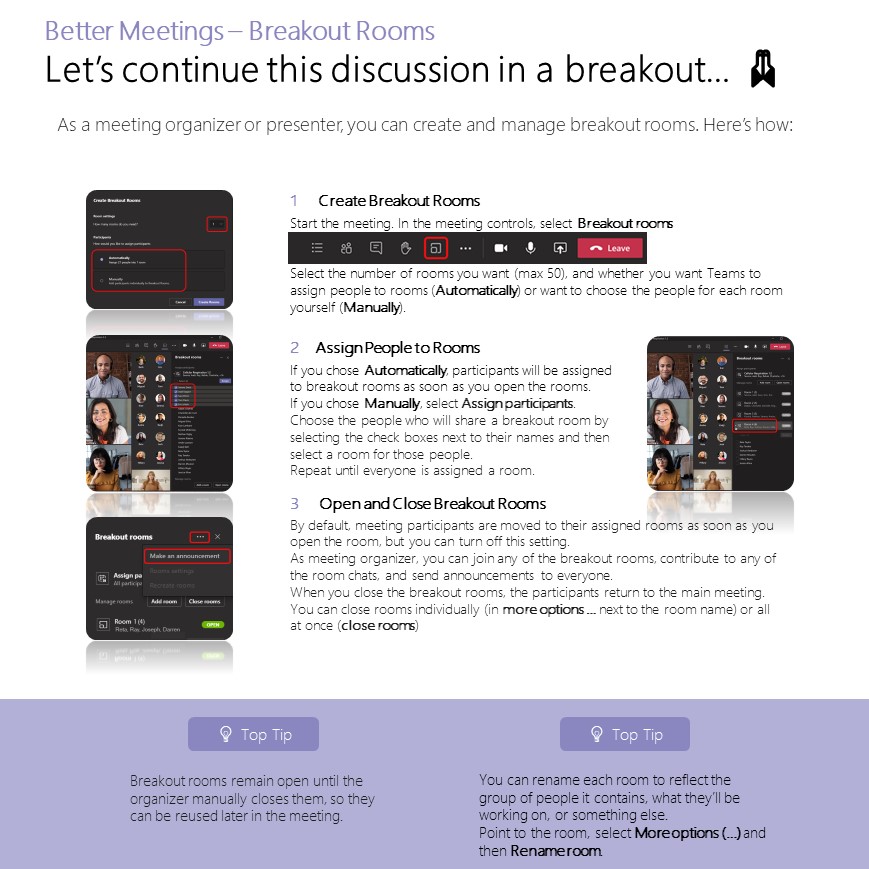 Better Meetings – Breakout Rooms
Let's continue this discussion in a breakout...
As a meeting organizer or presenter, you can create and manage breakout rooms. Here's how:
Create Breakout Rooms
Room settings
How many rooms do you need?
Participants
How would you like to assign participants
Automatically
Manually
Cancel
Create Rooms
1 Create Breakout Rooms
Start the meeting. In the meeting controls, select Breakout rooms
Leave
Select the number of rooms you want (max 50), and whether you want Teams to
assign people to rooms (Automatically) or want to choose the people for each room
yourself (Manually).
Breakout rooms
2 Assign People to Rooms
If you chose Automatically, participants will be assigned
to breakout rooms as soon as you open the rooms.
If you chose Manually, select Assign participants.
Choose the people who will share a breakout room by
selecting the check boxes next to their names and then
select a room for those people.
Repeat until everyone is assigned a room.
Breakout rooms
Breakout rooms
...
Make an announcement
Rooms settings
Recreate rooms
Assign pa
All participa
Manage rooms
Add room
Close rooms
Room 1 (4)
Reta, Ray, Joseph, Darren
OPEN
3 Open and Close Breakout Rooms
By default, meeting participants are moved to their assigned rooms as soon as you
open the room, but you can turn off this setting.
As meeting organizer, you can join any of the breakout rooms, contribute to any of
the room chats, and send announcements to everyone.
When you close the breakout rooms, the participants return to the main meeting.
You can close rooms individually (in more options ... next to the room name) or all
at once (close rooms)
Top Tip
Breakout rooms remain open until the
organizer manually closes them, so they
can be reused later in the meeting.
Top Tip
You can rename each room to reflect the
group of people it contains, what they'll be
working on, or something else.
Point to the room, select More options (...) and
then Rename room.